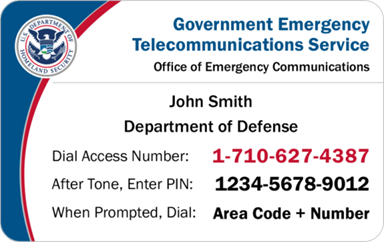 U.S. DEPARTMENT OF
HOMELAND SECURITY
Government Emergency
Telecommunications Service
Office of Emergency Communications
John Smith
Department of Defense
Dial Access Number: 1-710-627-4387
After Tone, Enter PIN: 1234-5678-9012
When Prompted, Dial: Area Code + Number